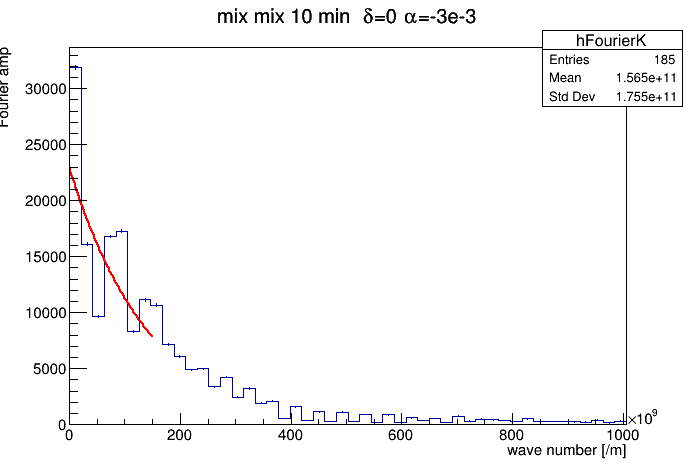 mix mix 10 min δ=0 α=-3e-3
hFourierK
Entries 185
Mean 1.565e+11
Std Dev 1.755e+11
Fourier amp
30000
25000
20000
15000
10000
5000
0
0 200 400 600 800 1000
×10⁹
wave number [/m]